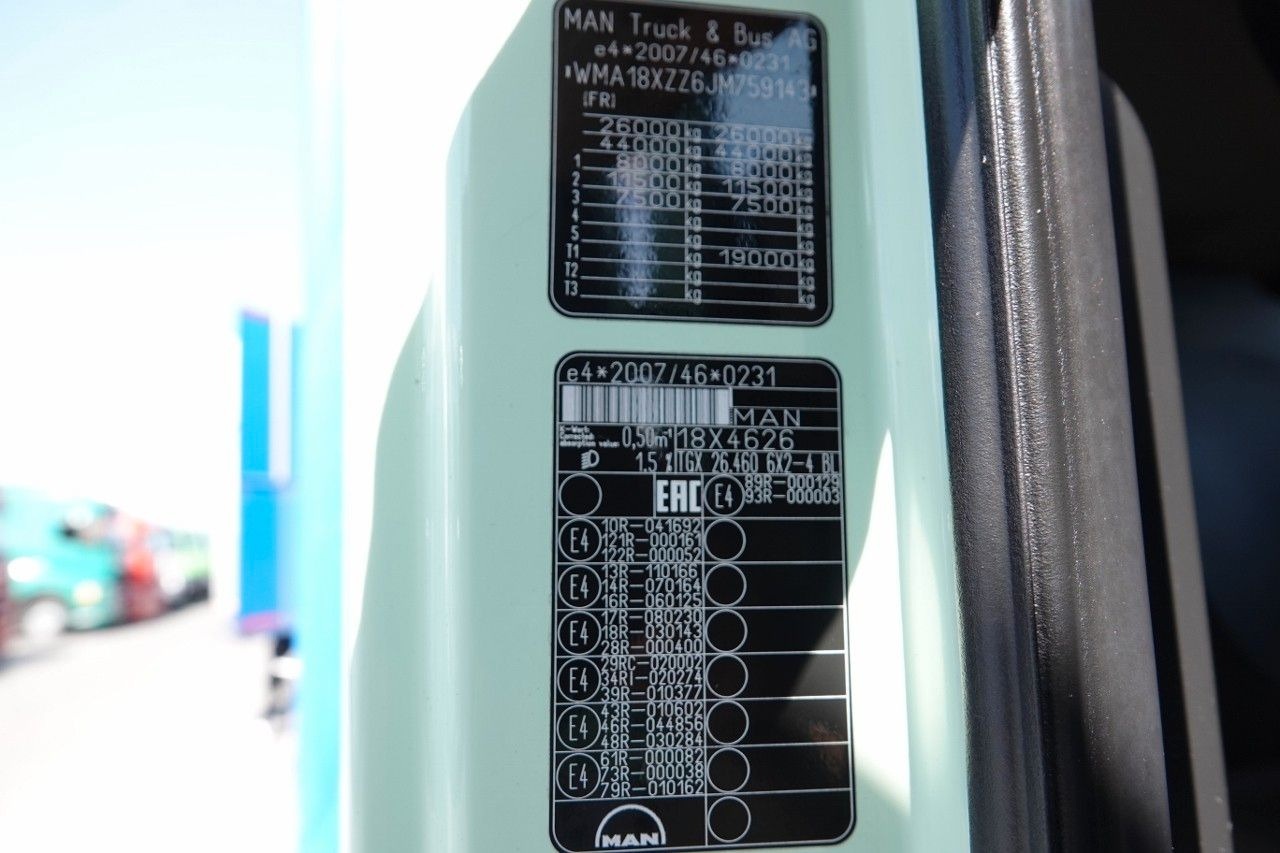 MAN Truck & Bus AG
e4*2007/46*0231
*WMA18XZZ6JM759143*
(FR)
26000 kg 26000 kg
44000 kg 44000 kg
1 8000 kg 8000 kg
2 11500 kg 11500 kg
3 7500 kg 7500 kg
4 kg kg
5 kg kg
T1 kg 19000 kg
T2 kg kg
T3 kg kg
e4*2007/46*0231
MAN
K-Wert:
Corrected
absorption value: 0,50m⁻¹ 18X4626
1.5 % TGX 26.460 6X2-4 BL
EAC E4 89R-000129
93R-000003
E4 10R-041692
121R-000161
122R-000052
E4 13R-110166
14R-070164
16R-060125
E4 17R-080230
18R-030143
28R-000400
E4 29RC-020002
34RI-020274
39R-010377
E4 43R-010602
46R-044856
48R-030284
E4 61R-000082
73R-000038
79R-010162
MAN